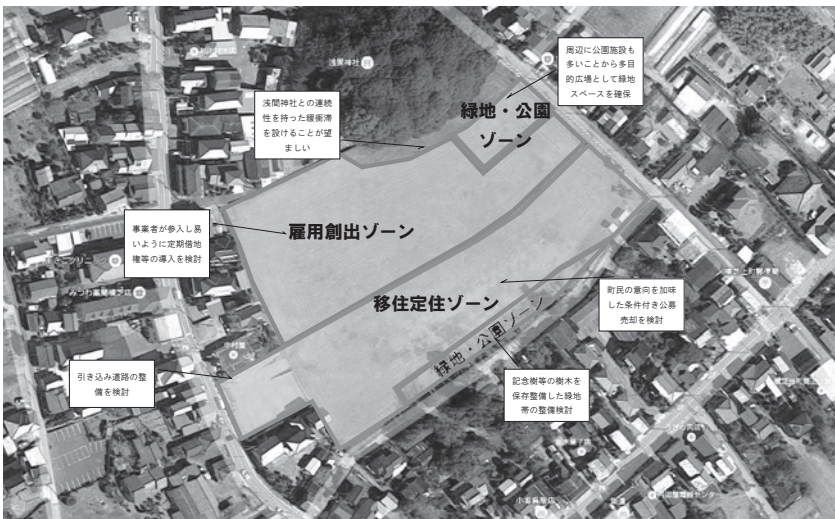 周辺に公園施設も
多いことから多目
的広場として緑地
スペースを確保
浅間神社
浅間神社との連続
性を持った緩衝滞
を設けることが望
ましい
緑地・公園
ゾーン
事業者が参入し易
いように定期借地
権等の導入を検討
雇用創出ゾーン
移住定住ゾーン
町民の意向を加味
した条件付き公募
売却を検討
緑地・公園ゾーン
引き込み道路の整
備を検討
記念樹等の樹木を
保存整備した緑地
帯の整備検討
中村屋